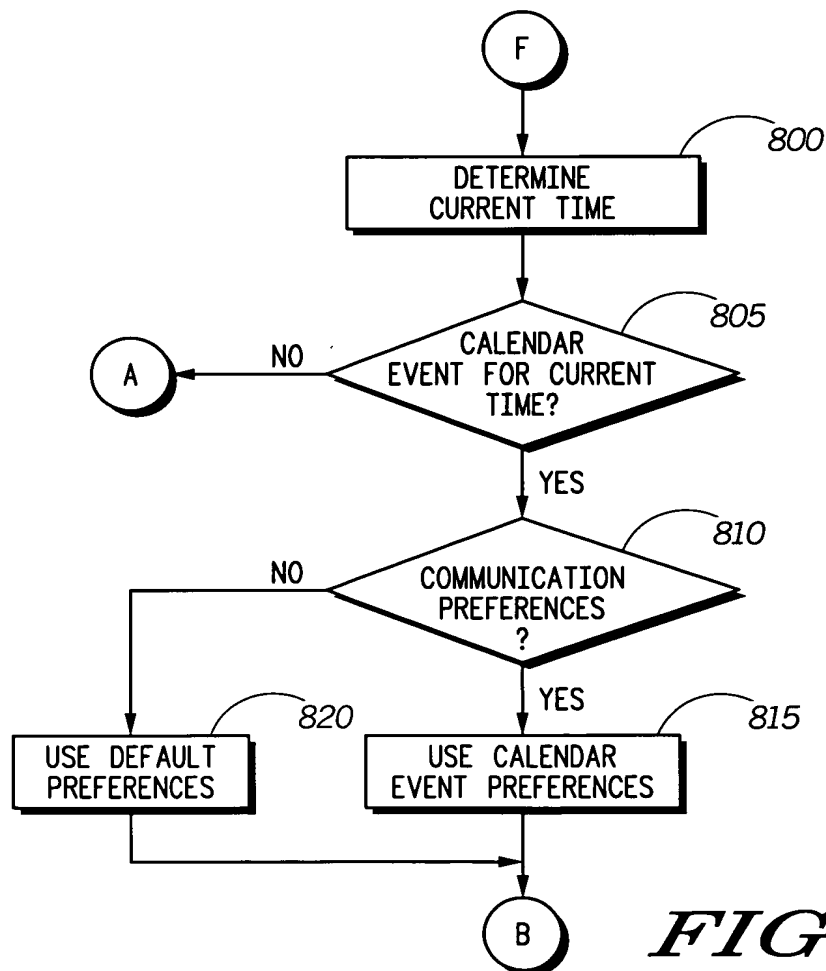 F
800
DETERMINE
CURRENT TIME
805
CALENDAR
EVENT FOR CURRENT
TIME?
NO
A
YES
810
COMMUNICATION
PREFERENCES
?
NO
YES
820
USE DEFAULT
PREFERENCES
815
USE CALENDAR
EVENT PREFERENCES
B
FIG